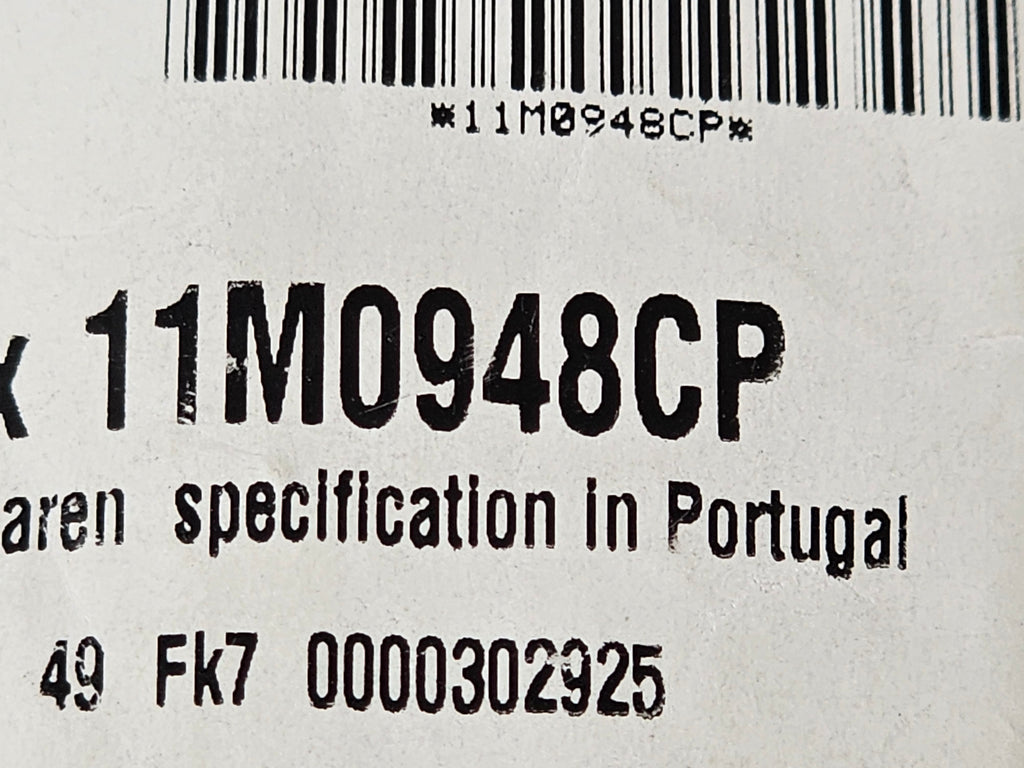 *11M0948CP*
x 11M0948CP
aren specification in Portugal
49 Fk7 0000302925